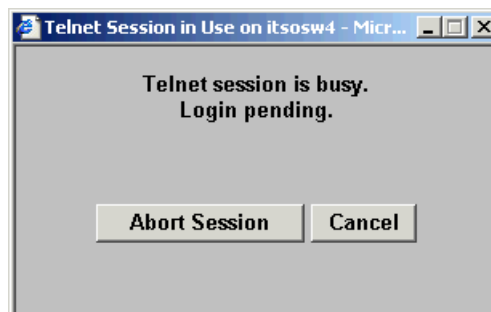 Telnet Session in Use on itsosw4 - Micr...
Telnet session is busy.
Login pending.
Abort Session Cancel